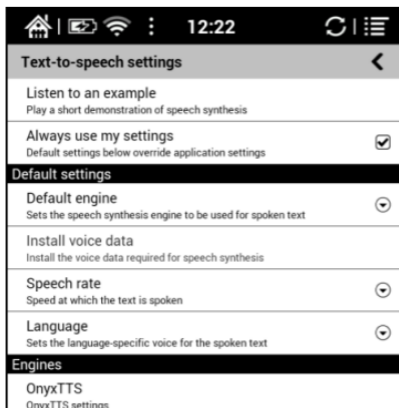 12:22
Text-to-speech settings
Listen to an example
Play a short demonstration of speech synthesis
Always use my settings
Default settings below override application settings
Default settings
Default engine
Sets the speech synthesis engine to be used for spoken text
Install voice data
Install the voice data required for speech synthesis
Speech rate
Speed at which the text is spoken
Language
Sets the language-specific voice for the spoken text
Engines
OnyxTTS
OnyxTTS settings